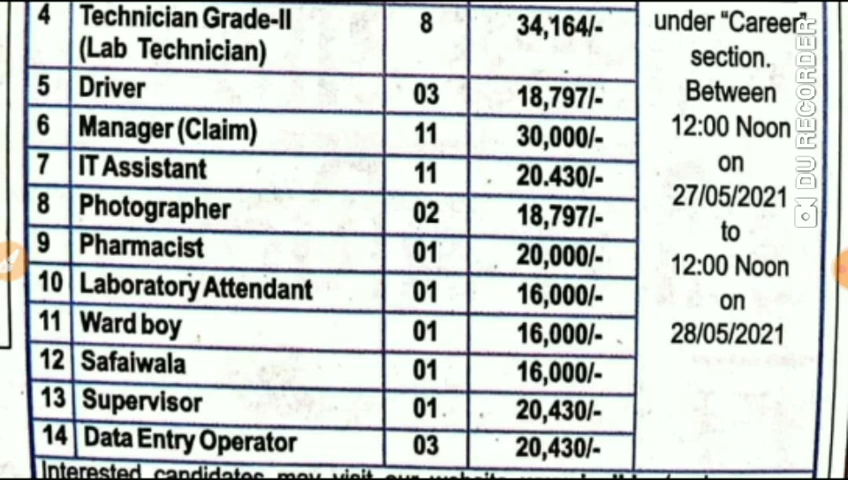 4 Technician Grade-II 8 34,164/-
(Lab Technician)
5 Driver 03 18,797/-
6 Manager (Claim) 11 30,000/-
7 IT Assistant 11 20.430/-
8 Photographer 02 18,797/-
9 Pharmacist 01 20,000/-
10 Laboratory Attendant 01 16,000/-
11 Ward boy 01 16,000/-
12 Safaiwala 01 16,000/-
13 Supervisor 01 20,430/-
14 Data Entry Operator 03 20,430/-
under “Career”
section.
Between
12:00 Noon
on
27/05/2021
to
12:00 Noon
on
28/05/2021
Interested candidates may visit our website
DU RECORDER